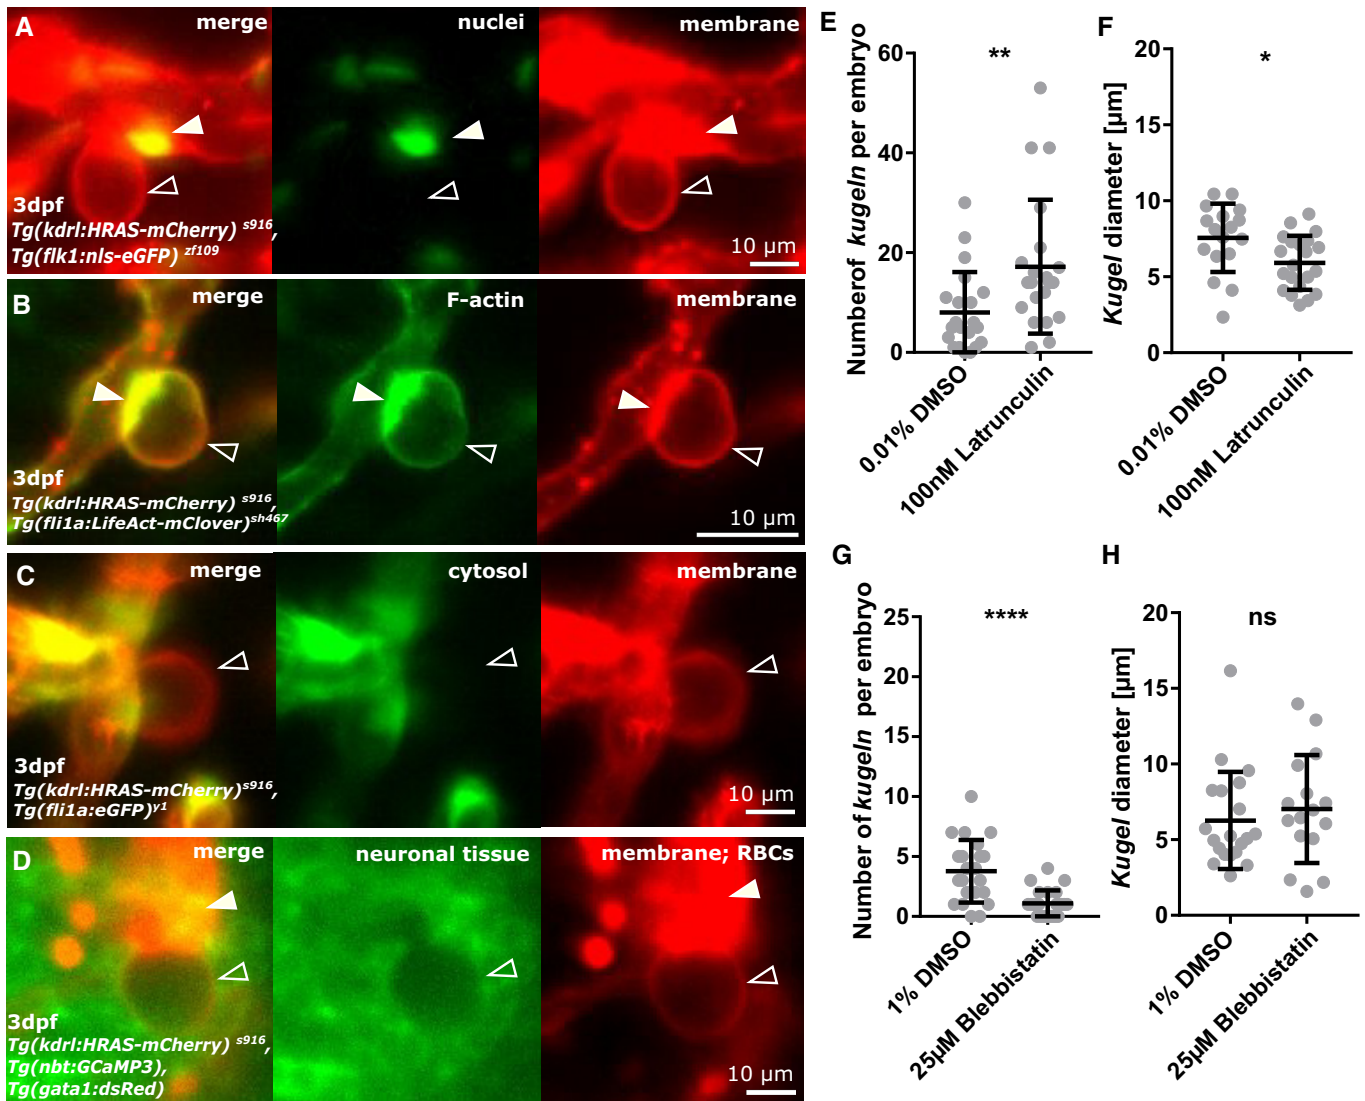 A merge nuclei membrane
3dpf
Tg(kdrl:HRAS-mCherry) s916,
Tg(flk1:nls-eGFP) zf109
10 µm
B merge F-actin membrane
3dpf
Tg(kdrl:HRAS-mCherry) s916,
Tg(fli1a:LifeAct-mClover)sh467
10 µm
C merge cytosol membrane
3dpf
Tg(kdrl:HRAS-mCherry)s916,
Tg(fli1a:eGFP)y1
10 µm
D merge neuronal tissue membrane; RBCs
3dpf
Tg(kdrl:HRAS-mCherry) s916,
Tg(nbt:GCaMP3),
Tg(gata1:dsRed)
10 µm
E
Numberof kugeln per embryo
60
40
20
0
**
0.01% DMSO
100nM Latrunculin
F
Kugel diameter [µm]
20
15
10
5
0
*
0.01% DMSO
100nM Latrunculin
G
Number of kugeln per embryo
25
20
15
10
5
0
****
1% DMSO
25µM Blebbistatin
H
Kugel diameter [µm]
20
15
10
5
0
ns
1% DMSO
25µM Blebbistatin